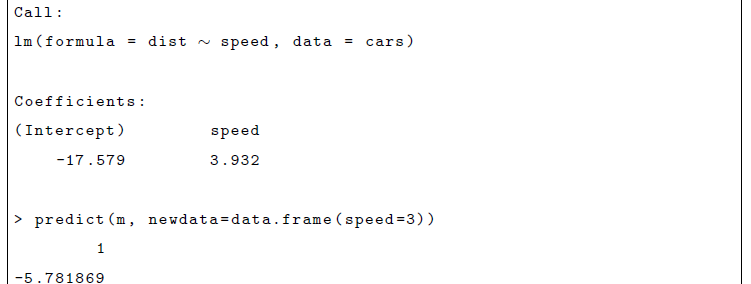 Call:
lm(formula = dist ∼ speed, data = cars)
Coefficients:
(Intercept) speed
-17.579 3.932
> predict(m, newdata=data.frame(speed=3))
1
-5.781869